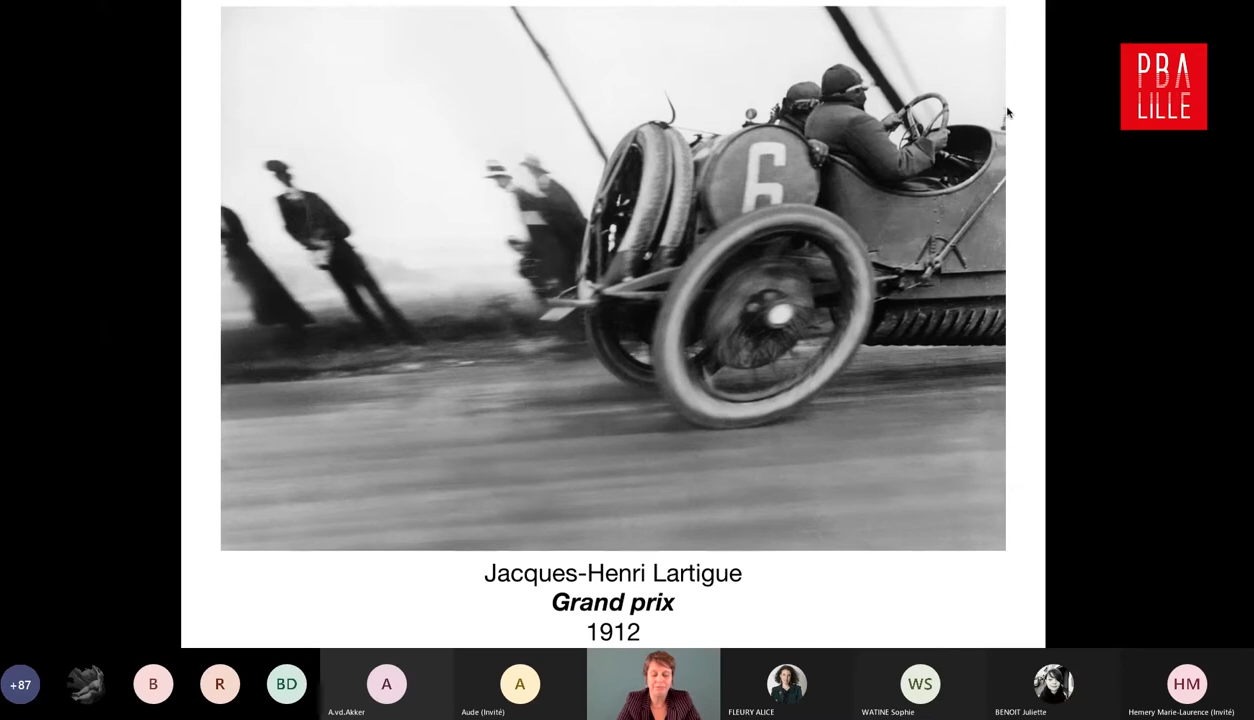 PBA
LILLE
6
Jacques-Henri Lartigue
Grand prix
1912
+87
B
R
BD
A
A
WS
HM
A.vd.Akker
Aude (Invité)
FLEURY ALICE
WATINE Sophie
BENOIT Juliette
Hemery Marie-Laurence (Invité)